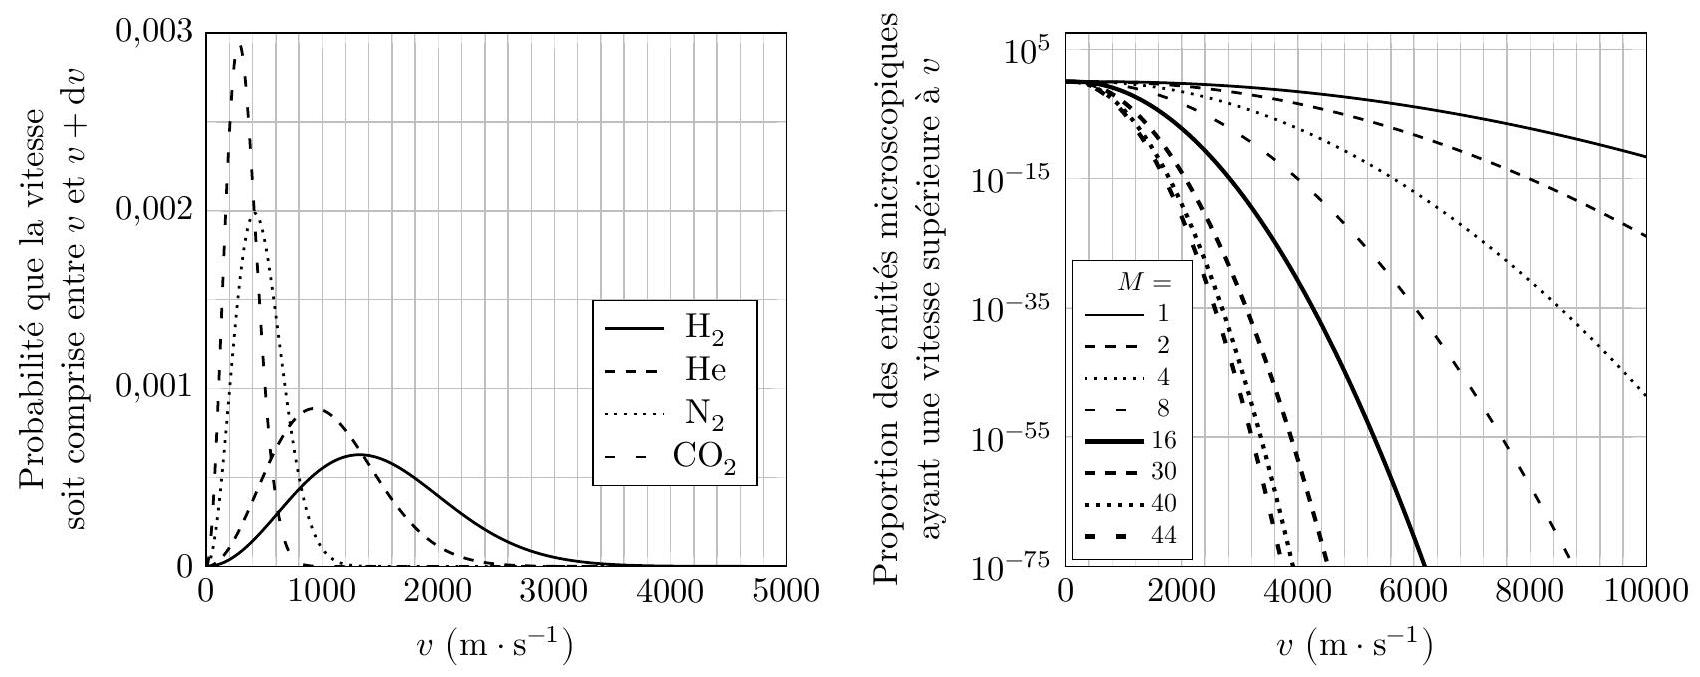 Probabilité que la vitesse
soit comprise entre v et v + dv
0,003
0,002
0,001
0
0 1000 2000 3000 4000 5000
v (m · s⁻¹)
H₂
He
N₂
CO₂
Proportion des entités microscopiques
ayant une vitesse supérieure à v
10⁵
10⁻¹⁵
10⁻³⁵
10⁻⁵⁵
10⁻⁷⁵
0 2000 4000 6000 8000 10000
v (m · s⁻¹)
M =
1
2
4
8
16
30
40
44